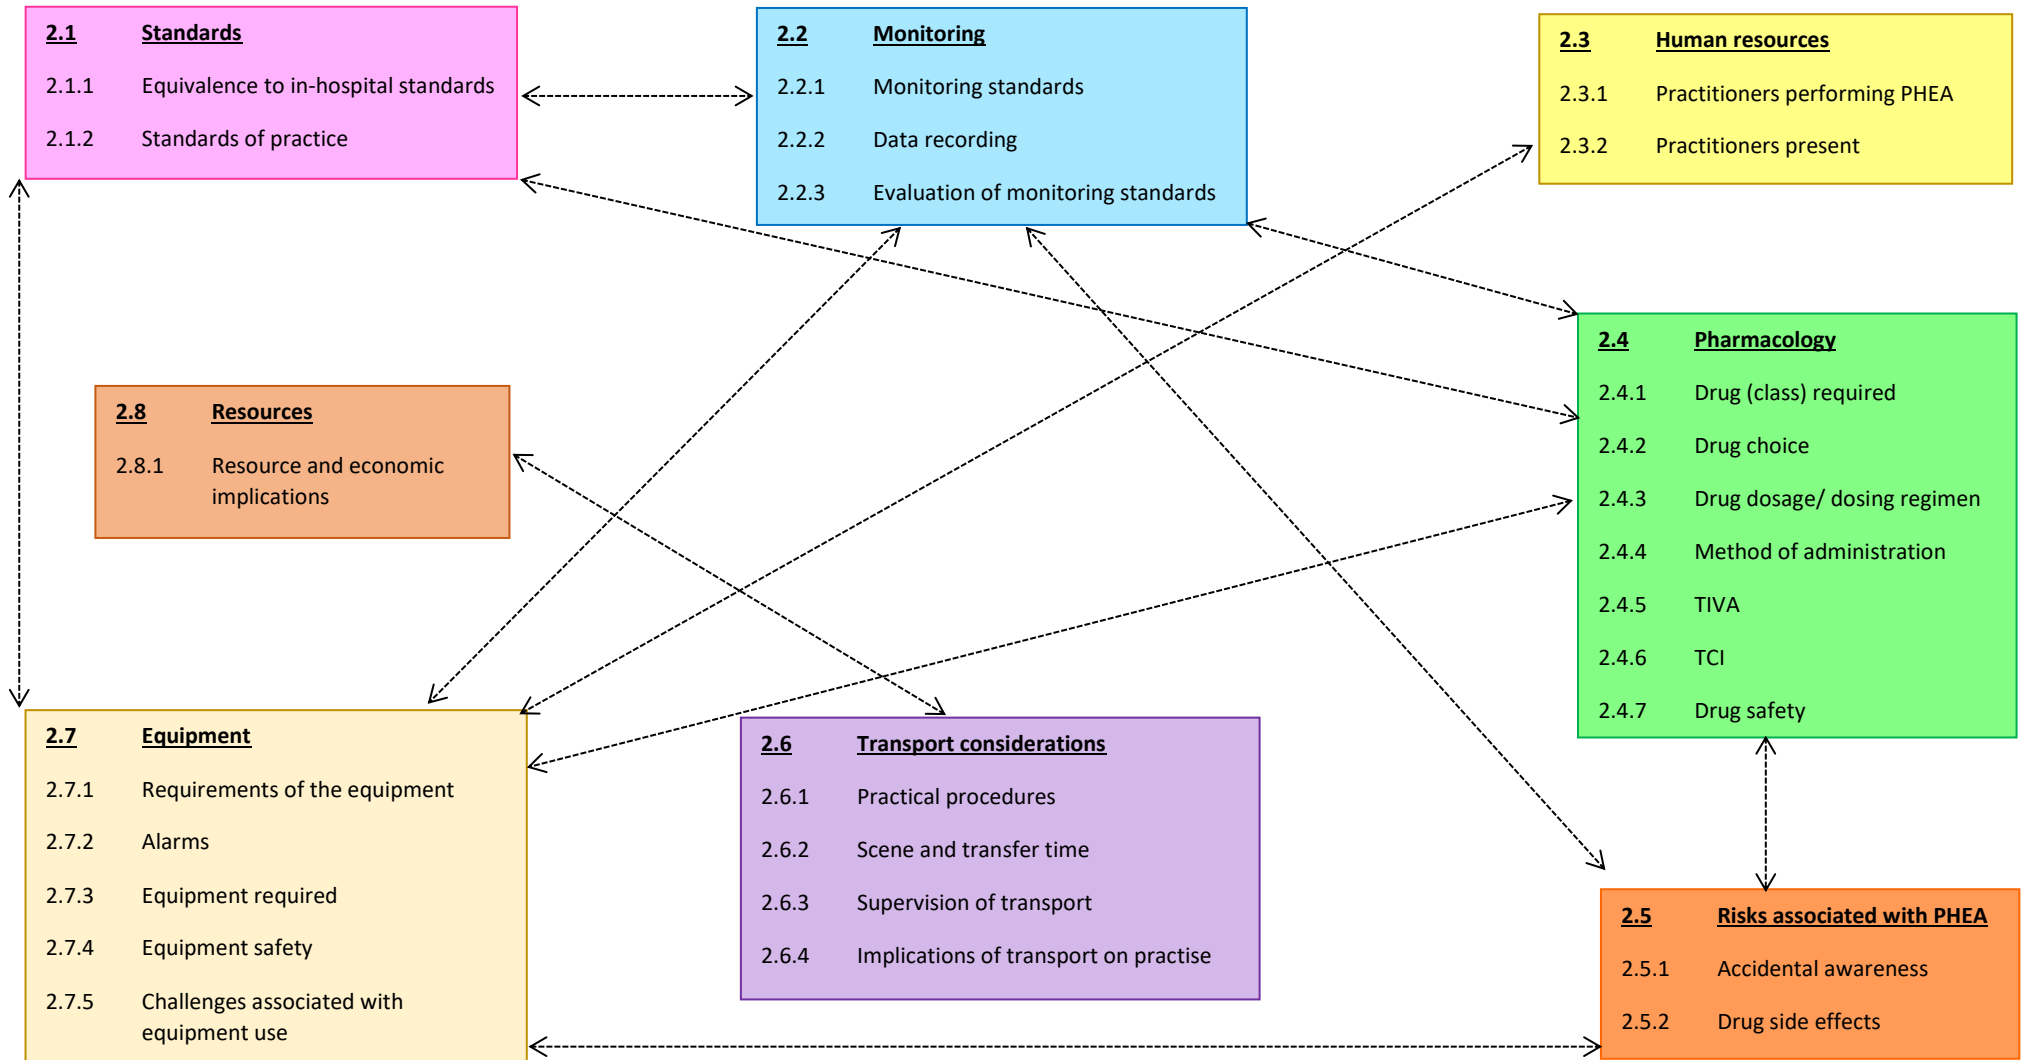 2.1 Standards
2.1.1 Equivalence to in-hospital standards
2.1.2 Standards of practice
2.2 Monitoring
2.2.1 Monitoring standards
2.2.2 Data recording
2.2.3 Evaluation of monitoring standards
2.3 Human resources
2.3.1 Practitioners performing PHEA
2.3.2 Practitioners present
2.4 Pharmacology
2.4.1 Drug (class) required
2.4.2 Drug choice
2.4.3 Drug dosage/ dosing regimen
2.4.4 Method of administration
2.4.5 TIVA
2.4.6 TCI
2.4.7 Drug safety
2.8 Resources
2.8.1 Resource and economic
implications
2.7 Equipment
2.7.1 Requirements of the equipment
2.7.2 Alarms
2.7.3 Equipment required
2.7.4 Equipment safety
2.7.5 Challenges associated with
equipment use
2.6 Transport considerations
2.6.1 Practical procedures
2.6.2 Scene and transfer time
2.6.3 Supervision of transport
2.6.4 Implications of transport on practise
2.5 Risks associated with PHEA
2.5.1 Accidental awareness
2.5.2 Drug side effects